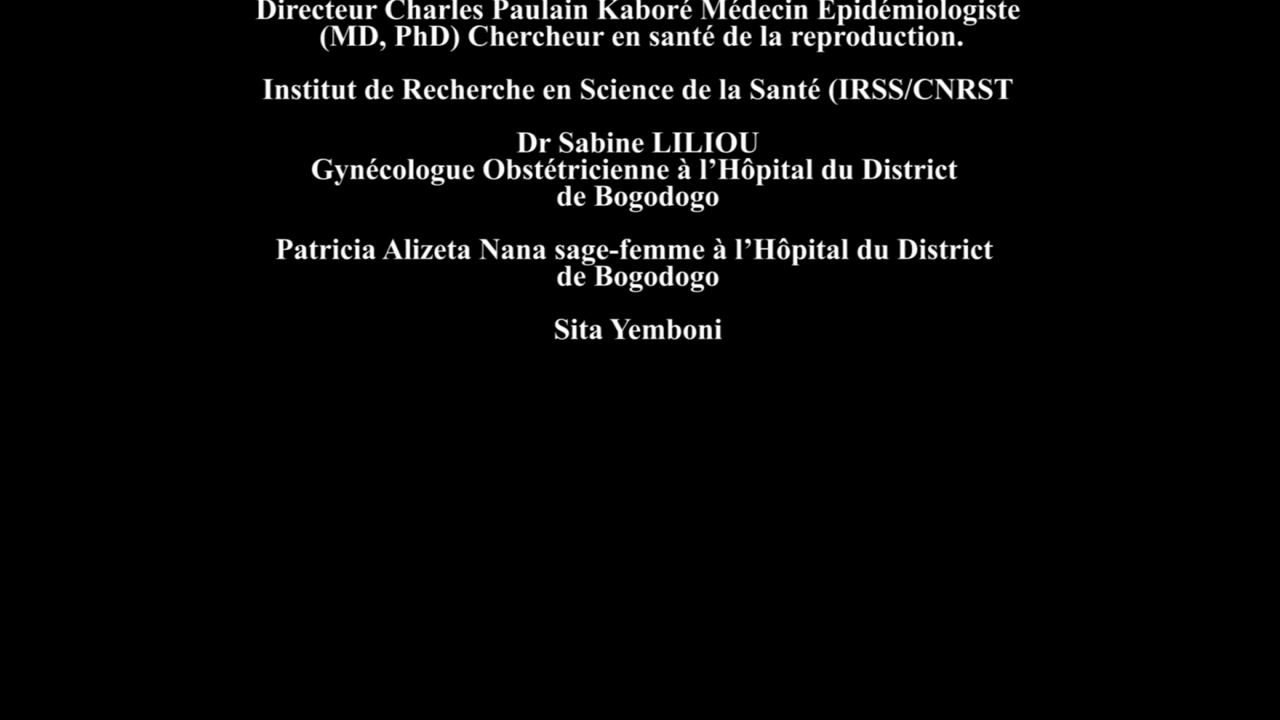 Directeur Charles Paulain Kaboré Médecin Epidémiologiste
(MD, PhD) Chercheur en santé de la reproduction.
Institut de Recherche en Science de la Santé (IRSS/CNRST
Dr Sabine LILIOU
Gynécologue Obstétricienne à l’Hôpital du District
de Bogodogo
Patricia Alizeta Nana sage-femme à l’Hôpital du District
de Bogodogo
Sita Yemboni